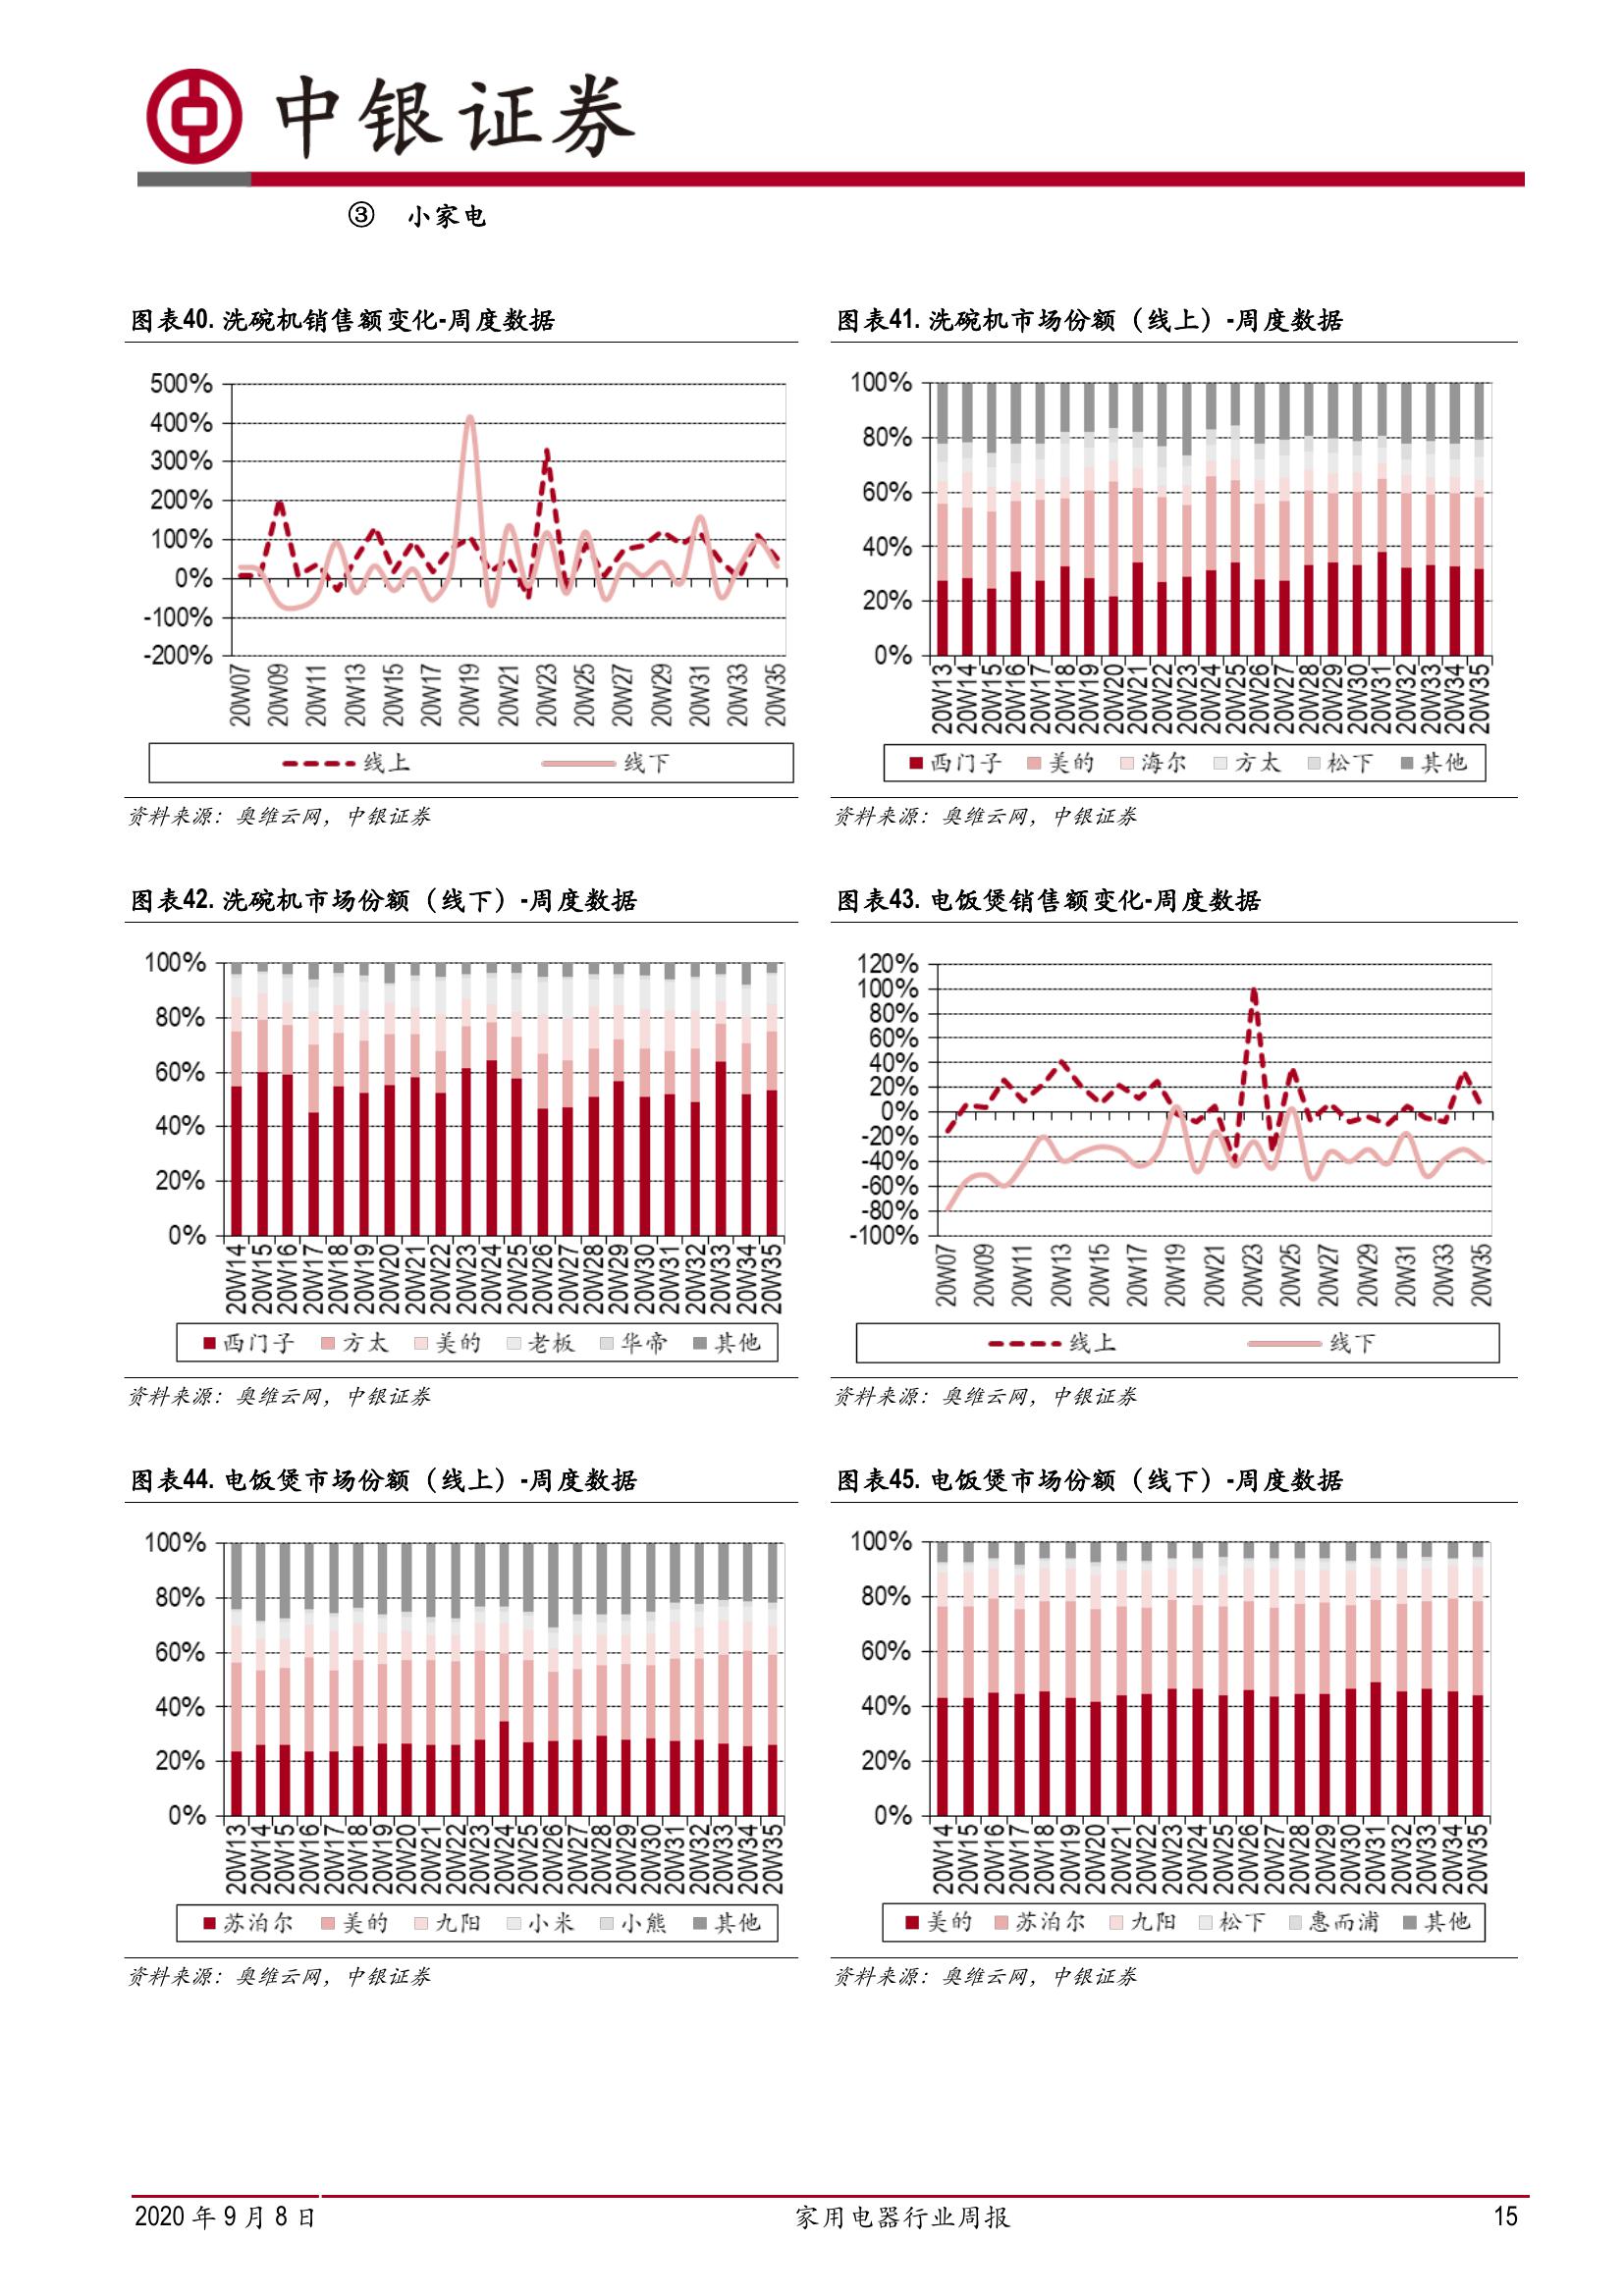 中银证券
③ 小家电
图表40. 洗碗机销售额变化-周度数据
500%
400%
300%
200%
100%
0%
-100%
-200%
20W07 20W09 20W11 20W13 20W15 20W17 20W19 20W21 20W23 20W25 20W27 20W29 20W31 20W33 20W35
线上 线下
资料来源：奥维云网，中银证券
图表41. 洗碗机市场份额（线上）-周度数据
100%
80%
60%
40%
20%
0%
20W13 20W14 20W15 20W16 20W17 20W18 20W19 20W20 20W21 20W22 20W23 20W24 20W25 20W26 20W27 20W28 20W29 20W30 20W31 20W32 20W33 20W34 20W35
西门子 美的 海尔 方太 松下 其他
资料来源：奥维云网，中银证券
图表42. 洗碗机市场份额（线下）-周度数据
100%
80%
60%
40%
20%
0%
20W14 20W15 20W16 20W17 20W18 20W19 20W20 20W21 20W22 20W23 20W24 20W25 20W26 20W27 20W28 20W29 20W30 20W31 20W32 20W33 20W34 20W35
西门子 方太 美的 老板 华帝 其他
资料来源：奥维云网，中银证券
图表43. 电饭煲销售额变化-周度数据
120%
100%
80%
60%
40%
20%
0%
-20%
-40%
-60%
-80%
-100%
20W07 20W09 20W11 20W13 20W15 20W17 20W19 20W21 20W23 20W25 20W27 20W29 20W31 20W33 20W35
线上 线下
资料来源：奥维云网，中银证券
图表44. 电饭煲市场份额（线上）-周度数据
100%
80%
60%
40%
20%
0%
20W13 20W14 20W15 20W16 20W17 20W18 20W19 20W20 20W21 20W22 20W23 20W24 20W25 20W26 20W27 20W28 20W29 20W30 20W31 20W32 20W33 20W34 20W35
苏泊尔 美的 九阳 小米 小熊 其他
资料来源：奥维云网，中银证券
图表45. 电饭煲市场份额（线下）-周度数据
100%
80%
60%
40%
20%
0%
20W14 20W15 20W16 20W17 20W18 20W19 20W20 20W21 20W22 20W23 20W24 20W25 20W26 20W27 20W28 20W29 20W30 20W31 20W32 20W33 20W34 20W35
美的 苏泊尔 九阳 松下 惠而浦 其他
资料来源：奥维云网，中银证券
2020 年 9 月 8 日 家用电器行业周报 15